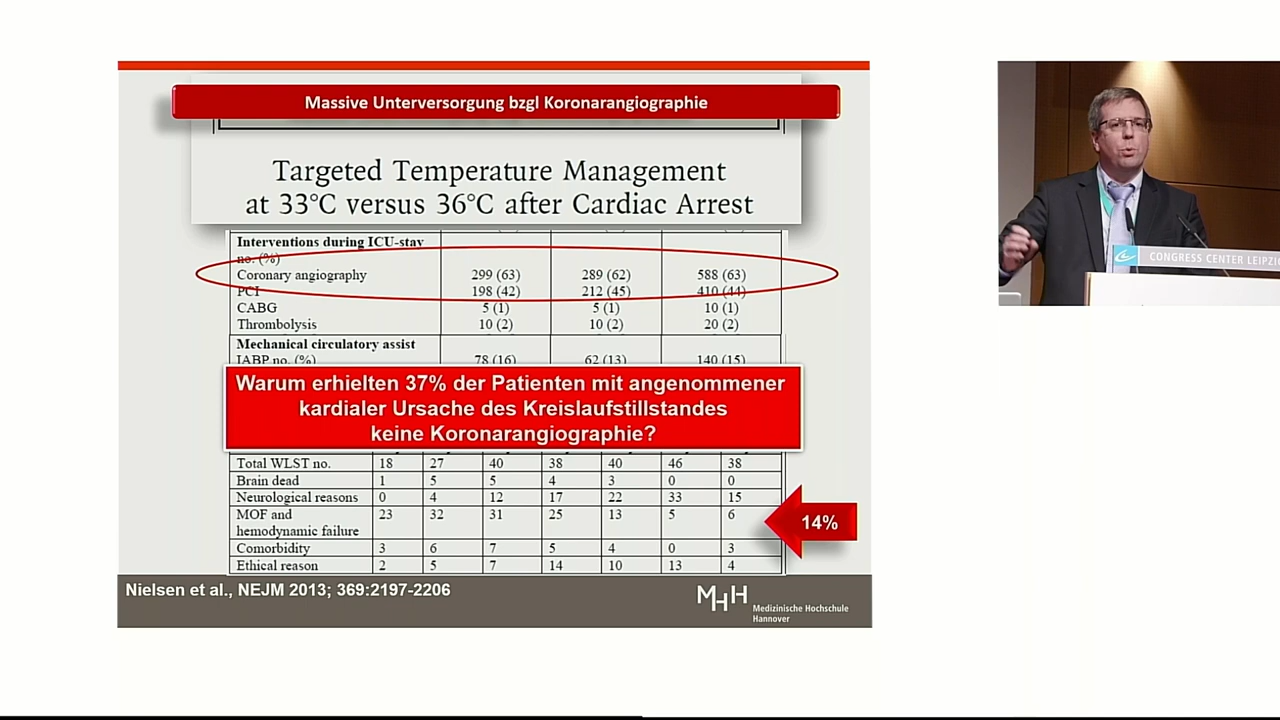 Massive Unterversorgung bzgl Koronarangiographie
Targeted Temperature Management
at 33°C versus 36°C after Cardiac Arrest
Interventions during ICU-stay
no. (%)
Coronary angiography 299 (63) 289 (62) 588 (63)
PCI 198 (42) 212 (45) 410 (44)
CABG 5 (1) 5 (1) 10 (1)
Thrombolysis 10 (2) 10 (2) 20 (2)
Mechanical circulatory assist
IABP no. (%) 78 (16) 62 (13) 140 (15)
Warum erhielten 37% der Patienten mit angenommener
kardialer Ursache des Kreislaufstillstandes
keine Koronarangiographie?
Total WLST no. 18 27 40 38 40 46 38
Brain dead 1 5 5 4 3 0 0
Neurological reasons 0 4 12 17 22 33 15
MOF and 23 32 31 25 13 5 6
hemodynamic failure
14%
Comorbidity 3 6 7 5 4 0 3
Ethical reason 2 5 7 14 10 13 4
Nielsen et al., NEJM 2013; 369:2197-2206
MHH
Medizinische Hochschule
Hannover
CONGRESS CENTER LEIPZIG